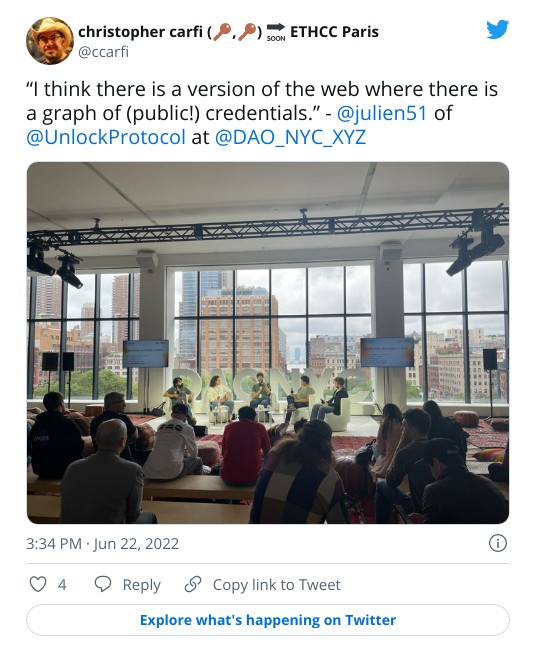 christopher carfi (🔑,🔑) 🔜 ETHCC Paris
@ccarfi
“I think there is a version of the web where there is
a graph of (public!) credentials.” - @julien51 of
@UnlockProtocol at @DAO_NYC_XYZ
DAONYC
3:34 PM · Jun 22, 2022
4 Reply Copy link to Tweet
Explore what's happening on Twitter